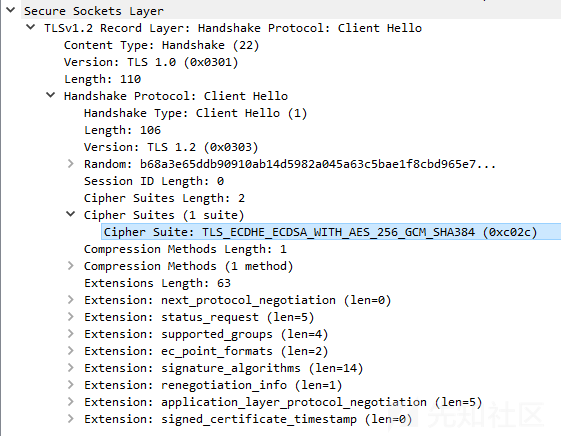 Secure Sockets Layer
TLSv1.2 Record Layer: Handshake Protocol: Client Hello
Content Type: Handshake (22)
Version: TLS 1.0 (0x0301)
Length: 110
Handshake Protocol: Client Hello
Handshake Type: Client Hello (1)
Length: 106
Version: TLS 1.2 (0x0303)
Random: b68a3e65ddb90910ab14d5982a045a63c5bae1f8cbd965e7...
Session ID Length: 0
Cipher Suites Length: 2
Cipher Suites (1 suite)
Cipher Suite: TLS_ECDHE_ECDSA_WITH_AES_256_GCM_SHA384 (0xc02c)
Compression Methods Length: 1
Compression Methods (1 method)
Extensions Length: 63
Extension: next_protocol_negotiation (len=0)
Extension: status_request (len=5)
Extension: supported_groups (len=4)
Extension: ec_point_formats (len=2)
Extension: signature_algorithms (len=14)
Extension: renegotiation_info (len=1)
Extension: application_layer_protocol_negotiation (len=5)
Extension: signed_certificate_timestamp (len=0)
先知社区